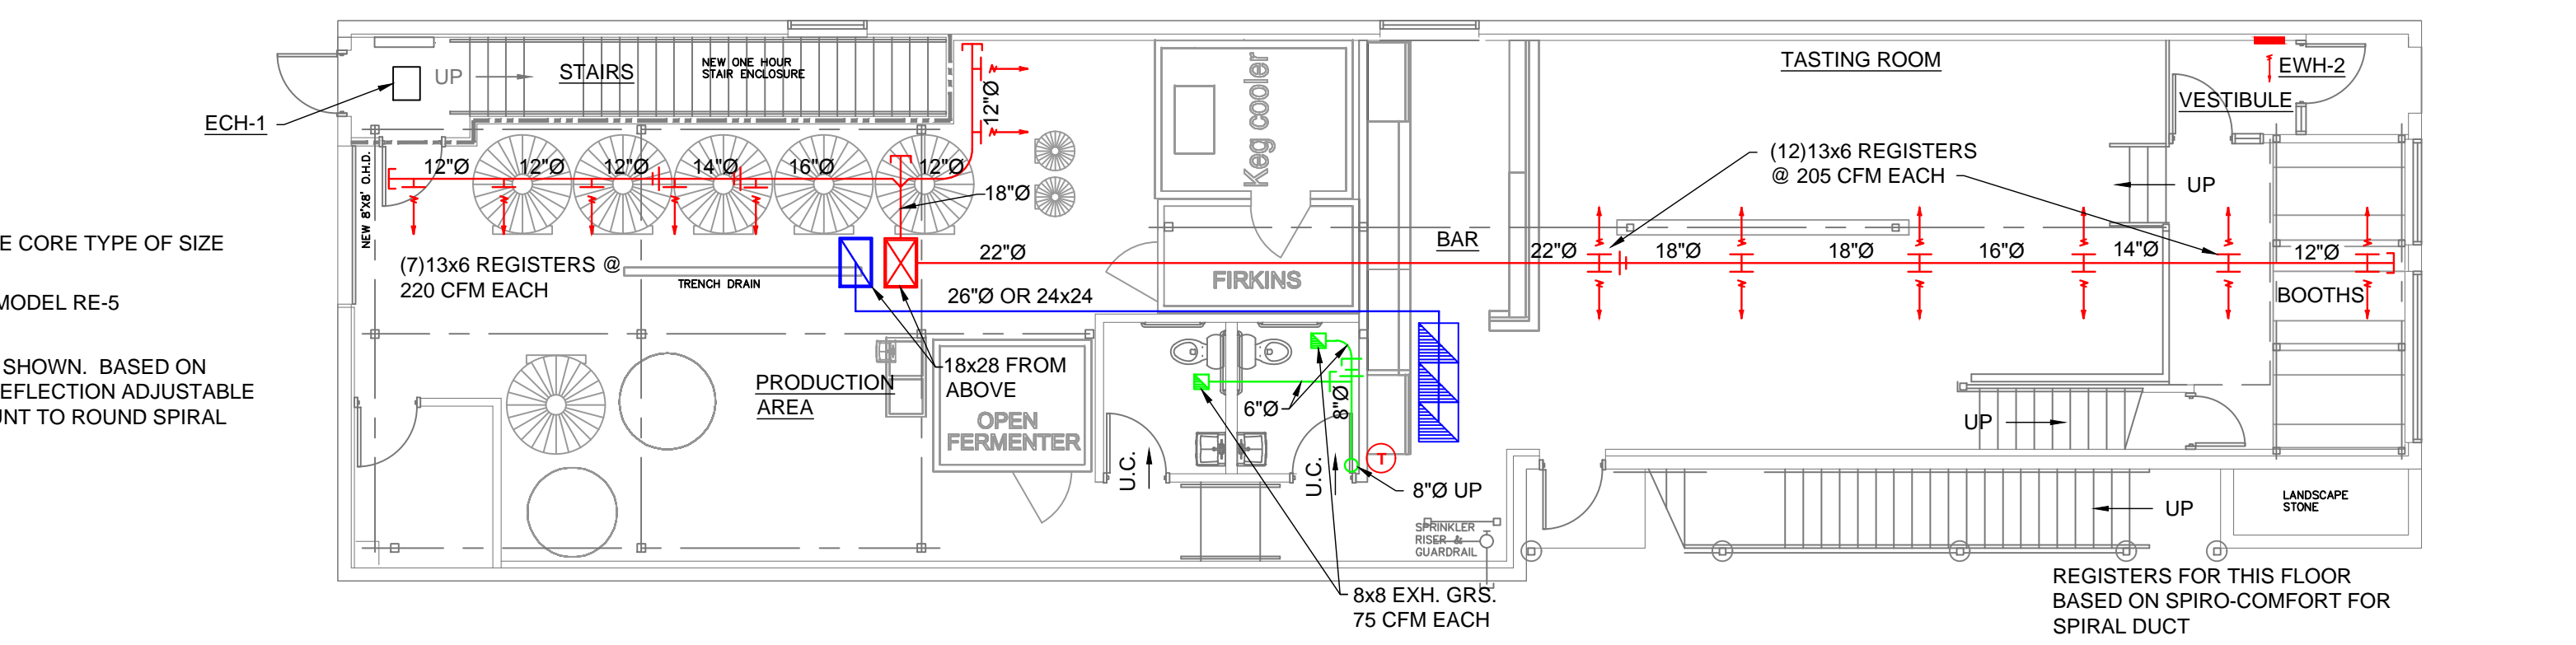 E CORE TYPE OF SIZE
MODEL RE-5
SHOWN. BASED ON
EFLECTION ADJUSTABLE
UNT TO ROUND SPIRAL
ECH-1
UP
STAIRS
NEW ONE HOUR
STAIR ENCLOSURE
12"Ø
NEW 8'x8' O.H.D.
12"Ø
12"Ø
12"Ø
14"Ø
16"Ø
12"Ø
18"Ø
(7)13x6 REGISTERS @
220 CFM EACH
TRENCH DRAIN
22"Ø
26"Ø OR 24x24
18x28 FROM
ABOVE
PRODUCTION
AREA
OPEN
FERMENTER
Keg cooler
FIRKINS
BAR
6"Ø
8"Ø
U.C.
U.C.
T
8"Ø UP
SPRINKLER
RISER &
GUARDRAIL
8x8 EXH. GRS.
75 CFM EACH
TASTING ROOM
(12)13x6 REGISTERS
@ 205 CFM EACH
22"Ø
18"Ø
18"Ø
16"Ø
14"Ø
12"Ø
UP
EWH-2
VESTIBULE
BOOTHS
UP
UP
LANDSCAPE
STONE
REGISTERS FOR THIS FLOOR
BASED ON SPIRO-COMFORT FOR
SPIRAL DUCT